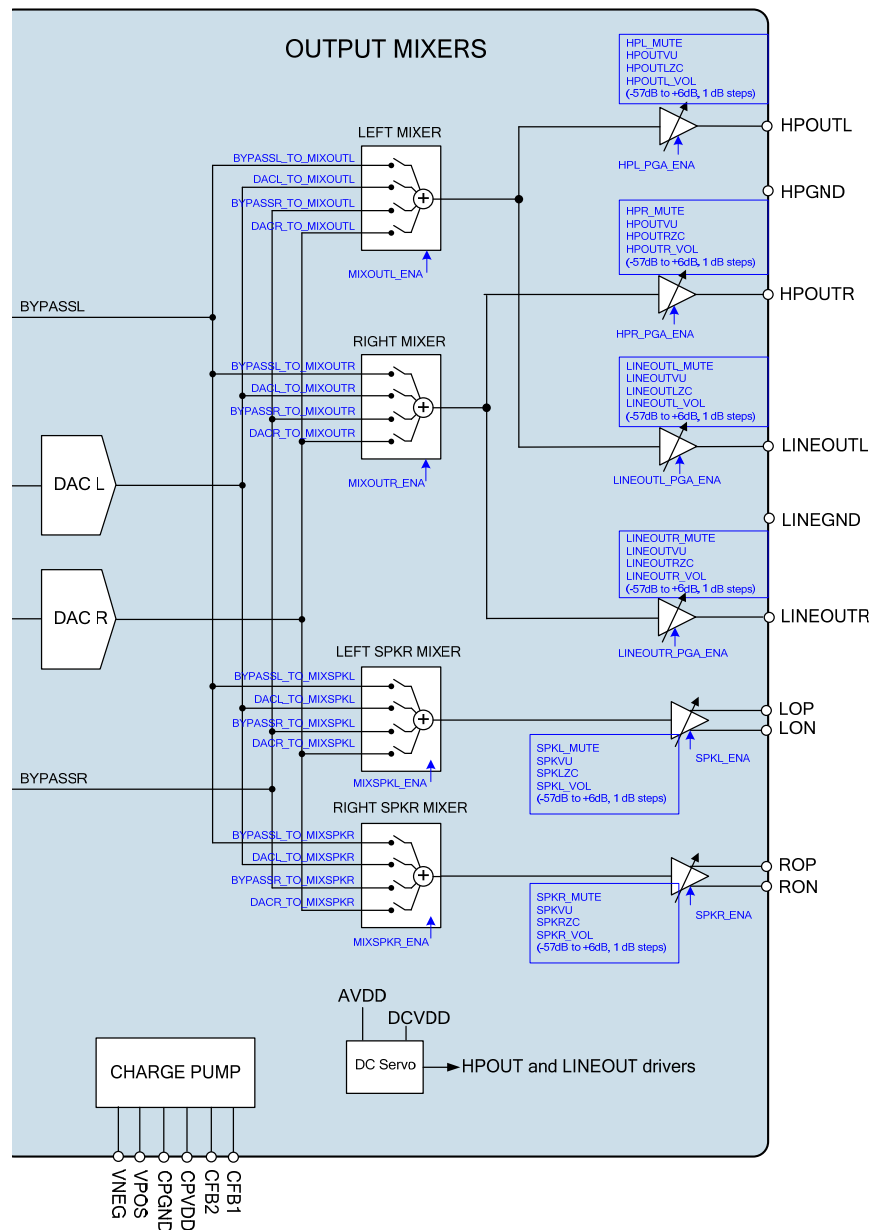 OUTPUT MIXERS
HPL_MUTE
HPOUTVU
HPOUTLZC
HPOUTL_VOL
(-57dB to +6dB, 1 dB steps)
HPOUTL
HPL_PGA_ENA
LEFT MIXER
BYPASSL_TO_MIXOUTL
DACL_TO_MIXOUTL
BYPASSR_TO_MIXOUTL
DACR_TO_MIXOUTL
MIXOUTL_ENA
HPGND
HPR_MUTE
HPOUTVU
HPOUTRZC
HPOUTR_VOL
(-57dB to +6dB, 1 dB steps)
HPOUTR
HPR_PGA_ENA
BYPASSL
RIGHT MIXER
BYPASSL_TO_MIXOUTR
DACL_TO_MIXOUTR
BYPASSR_TO_MIXOUTR
DACR_TO_MIXOUTR
MIXOUTR_ENA
LINEOUTL_MUTE
LINEOUTVU
LINEOUTLZC
LINEOUTL_VOL
(-57dB to +6dB, 1 dB steps)
LINEOUTL
LINEOUTL_PGA_ENA
DAC L
LINEGND
LINEOUTR_MUTE
LINEOUTVU
LINEOUTRZC
LINEOUTR_VOL
(-57dB to +6dB, 1 dB steps)
LINEOUTR
LINEOUTR_PGA_ENA
DAC R
LEFT SPKR MIXER
BYPASSL_TO_MIXSPKL
DACL_TO_MIXSPKL
BYPASSR_TO_MIXSPKL
DACR_TO_MIXSPKL
MIXSPKL_ENA
LOP
LON
SPKL_ENA
SPKL_MUTE
SPKVU
SPKLZC
SPKL_VOL
(-57dB to +6dB, 1 dB steps)
BYPASSR
RIGHT SPKR MIXER
BYPASSL_TO_MIXSPKR
DACL_TO_MIXSPKR
BYPASSR_TO_MIXSPKR
DACR_TO_MIXSPKR
MIXSPKR_ENA
ROP
RON
SPKR_ENA
SPKR_MUTE
SPKVU
SPKRZC
SPKR_VOL
(-57dB to +6dB, 1 dB steps)
AVDD
DCVDD
DC Servo
HPOUT and LINEOUT drivers
CHARGE PUMP
VNEG
VPOS
CPGND
CPVDD
CFB2
CFB1